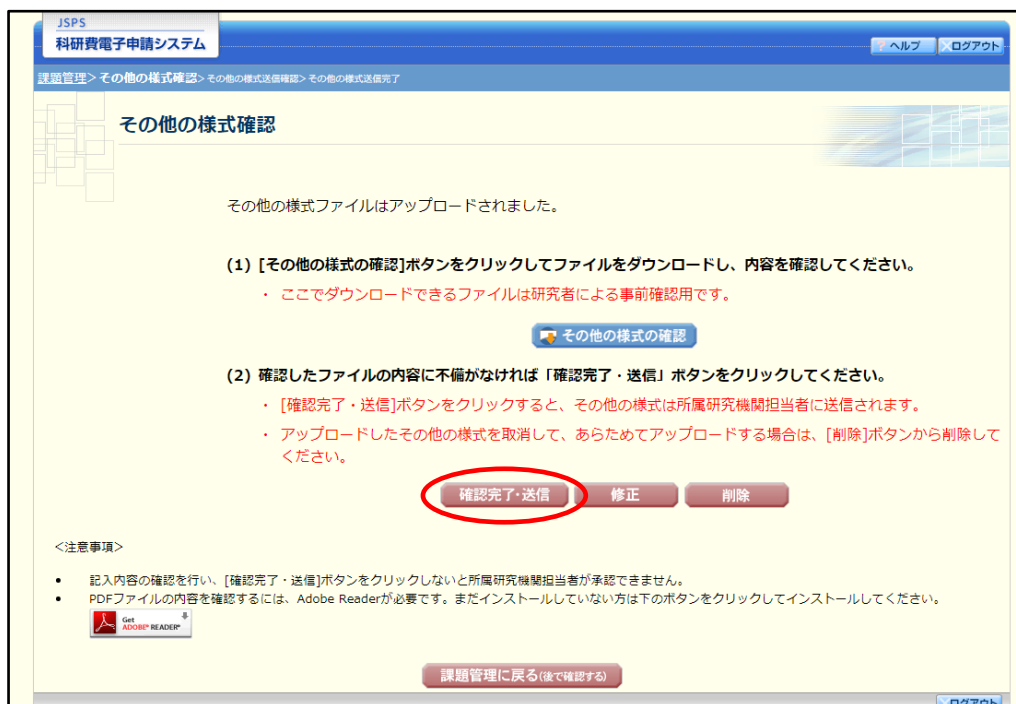 JSPS
科研費電子申請システム
? ヘルプ ×ログアウト
課題管理> その他の様式確認> その他の様式送信確認> その他の様式送信完了
その他の様式確認
その他の様式ファイルはアップロードされました。
(1) [その他の様式の確認]ボタンをクリックしてファイルをダウンロードし、内容を確認してください。
・ ここでダウンロードできるファイルは研究者による事前確認用です。
その他の様式の確認
(2) 確認したファイルの内容に不備がなければ「確認完了・送信」ボタンをクリックしてください。
・ [確認完了・送信]ボタンをクリックすると、その他の様式は所属研究機関担当者に送信されます。
・ アップロードしたその他の様式を取消して、あらためてアップロードする場合は、[削除]ボタンから削除して
ください。
確認完了・送信 修正 削除
<注意事項>
• 記入内容の確認を行い、[確認完了・送信]ボタンをクリックしないと所属研究機関担当者が承認できません。
• PDFファイルの内容を確認するには、Adobe Readerが必要です。まだインストールしていない方は下のボタンをクリックしてインストールしてください。
Get
ADOBE® READER®
課題管理に戻る(後で確認する)
×ログアウト